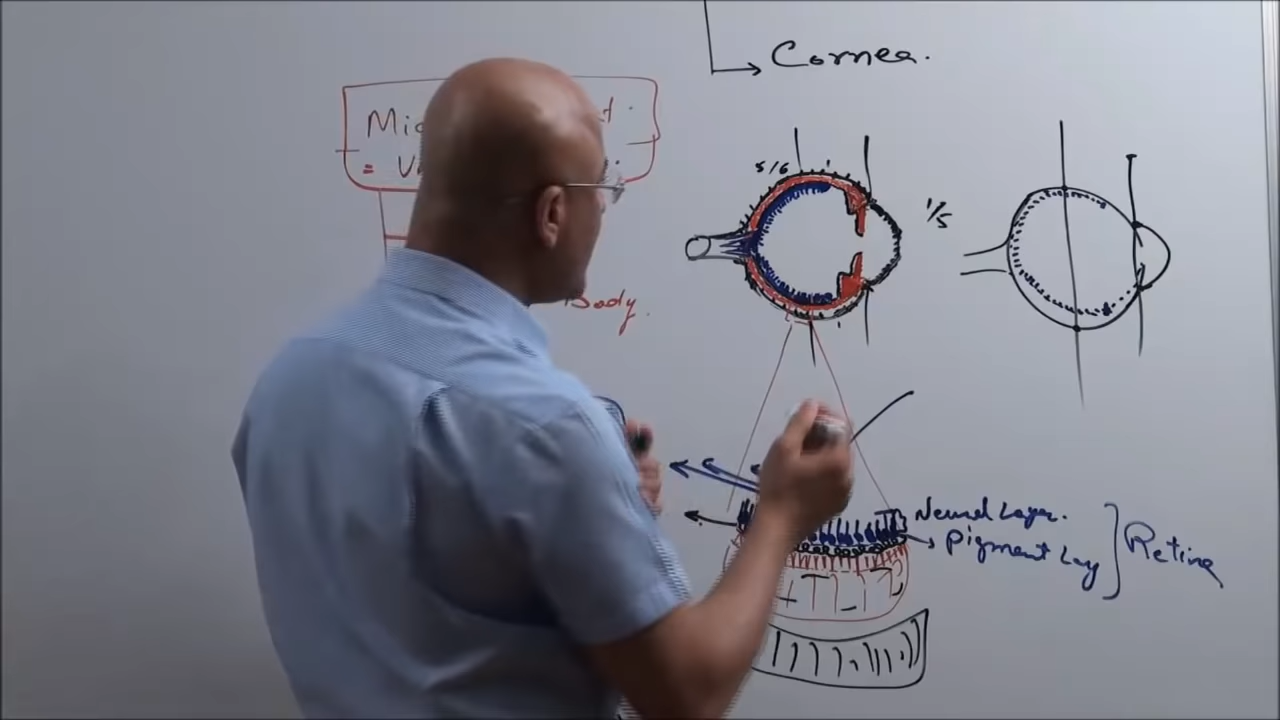 Cornea.
= V
Body.
5/6
1/5
Neural Layer.
Pigment Lay
Retina